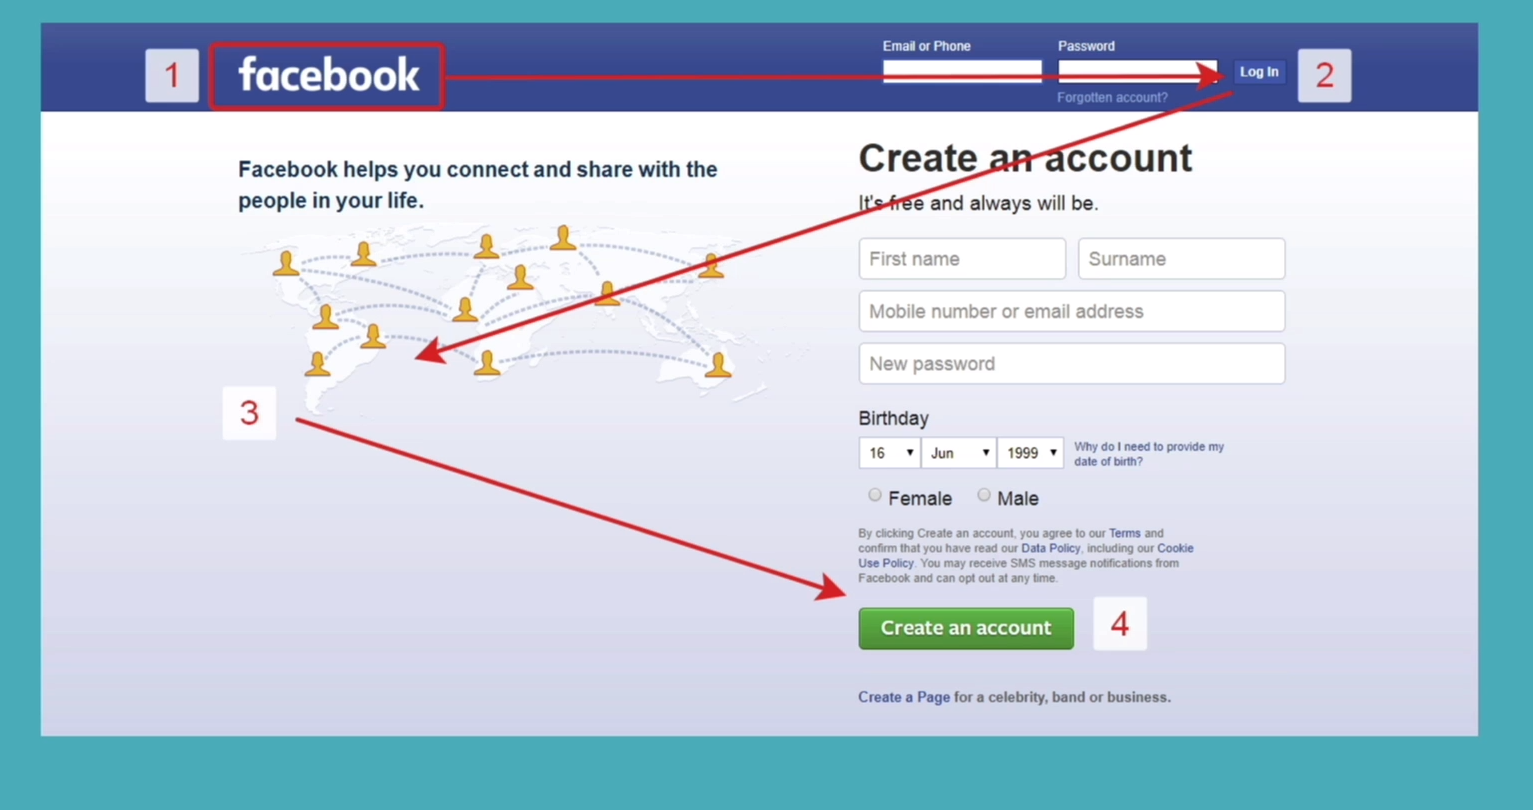 1
facebook
Email or Phone
Password
Log In
2
Forgotten account?
Facebook helps you connect and share with the
people in your life.
3
Create an account
It's free and always will be.
First name
Surname
Mobile number or email address
New password
Birthday
16 Jun 1999
Why do I need to provide my
date of birth?
Female Male
By clicking Create an account, you agree to our Terms and
confirm that you have read our Data Policy, including our Cookie
Use Policy. You may receive SMS message notifications from
Facebook and can opt out at any time.
Create an account
4
Create a Page for a celebrity, band or business.